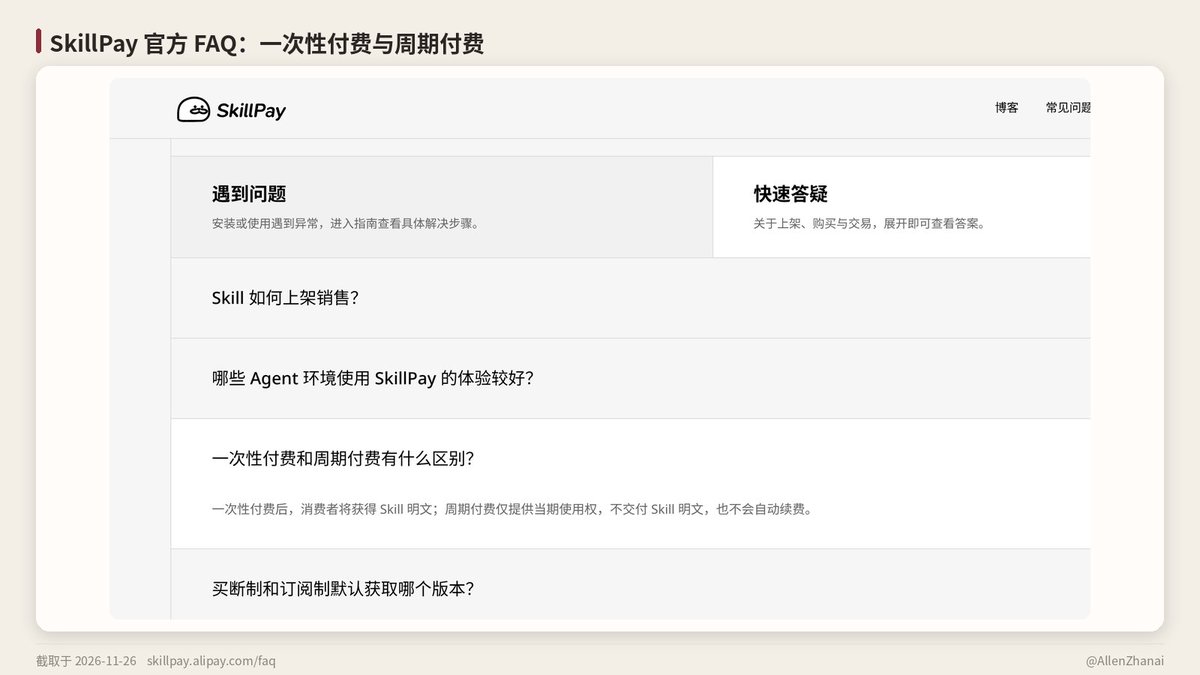 SkillPay 官方 FAQ：一次性付费与周期付费
SkillPay
博客
常见问题
遇到问题
安装或使用遇到异常，进入指南查看具体解决步骤。
快速答疑
关于上架、购买与交易，展开即可查看答案。
Skill 如何上架销售？
哪些 Agent 环境使用 SkillPay 的体验较好？
一次性付费和周期付费有什么区别？
一次性付费后，消费者将获得 Skill 明文；周期付费仅提供当期使用权，不交付 Skill 明文，也不会自动续费。
买断制和订阅制默认获取哪个版本？
截取于 2026-11-26 skillpay.alipay.com/faq
@AllenZhanai